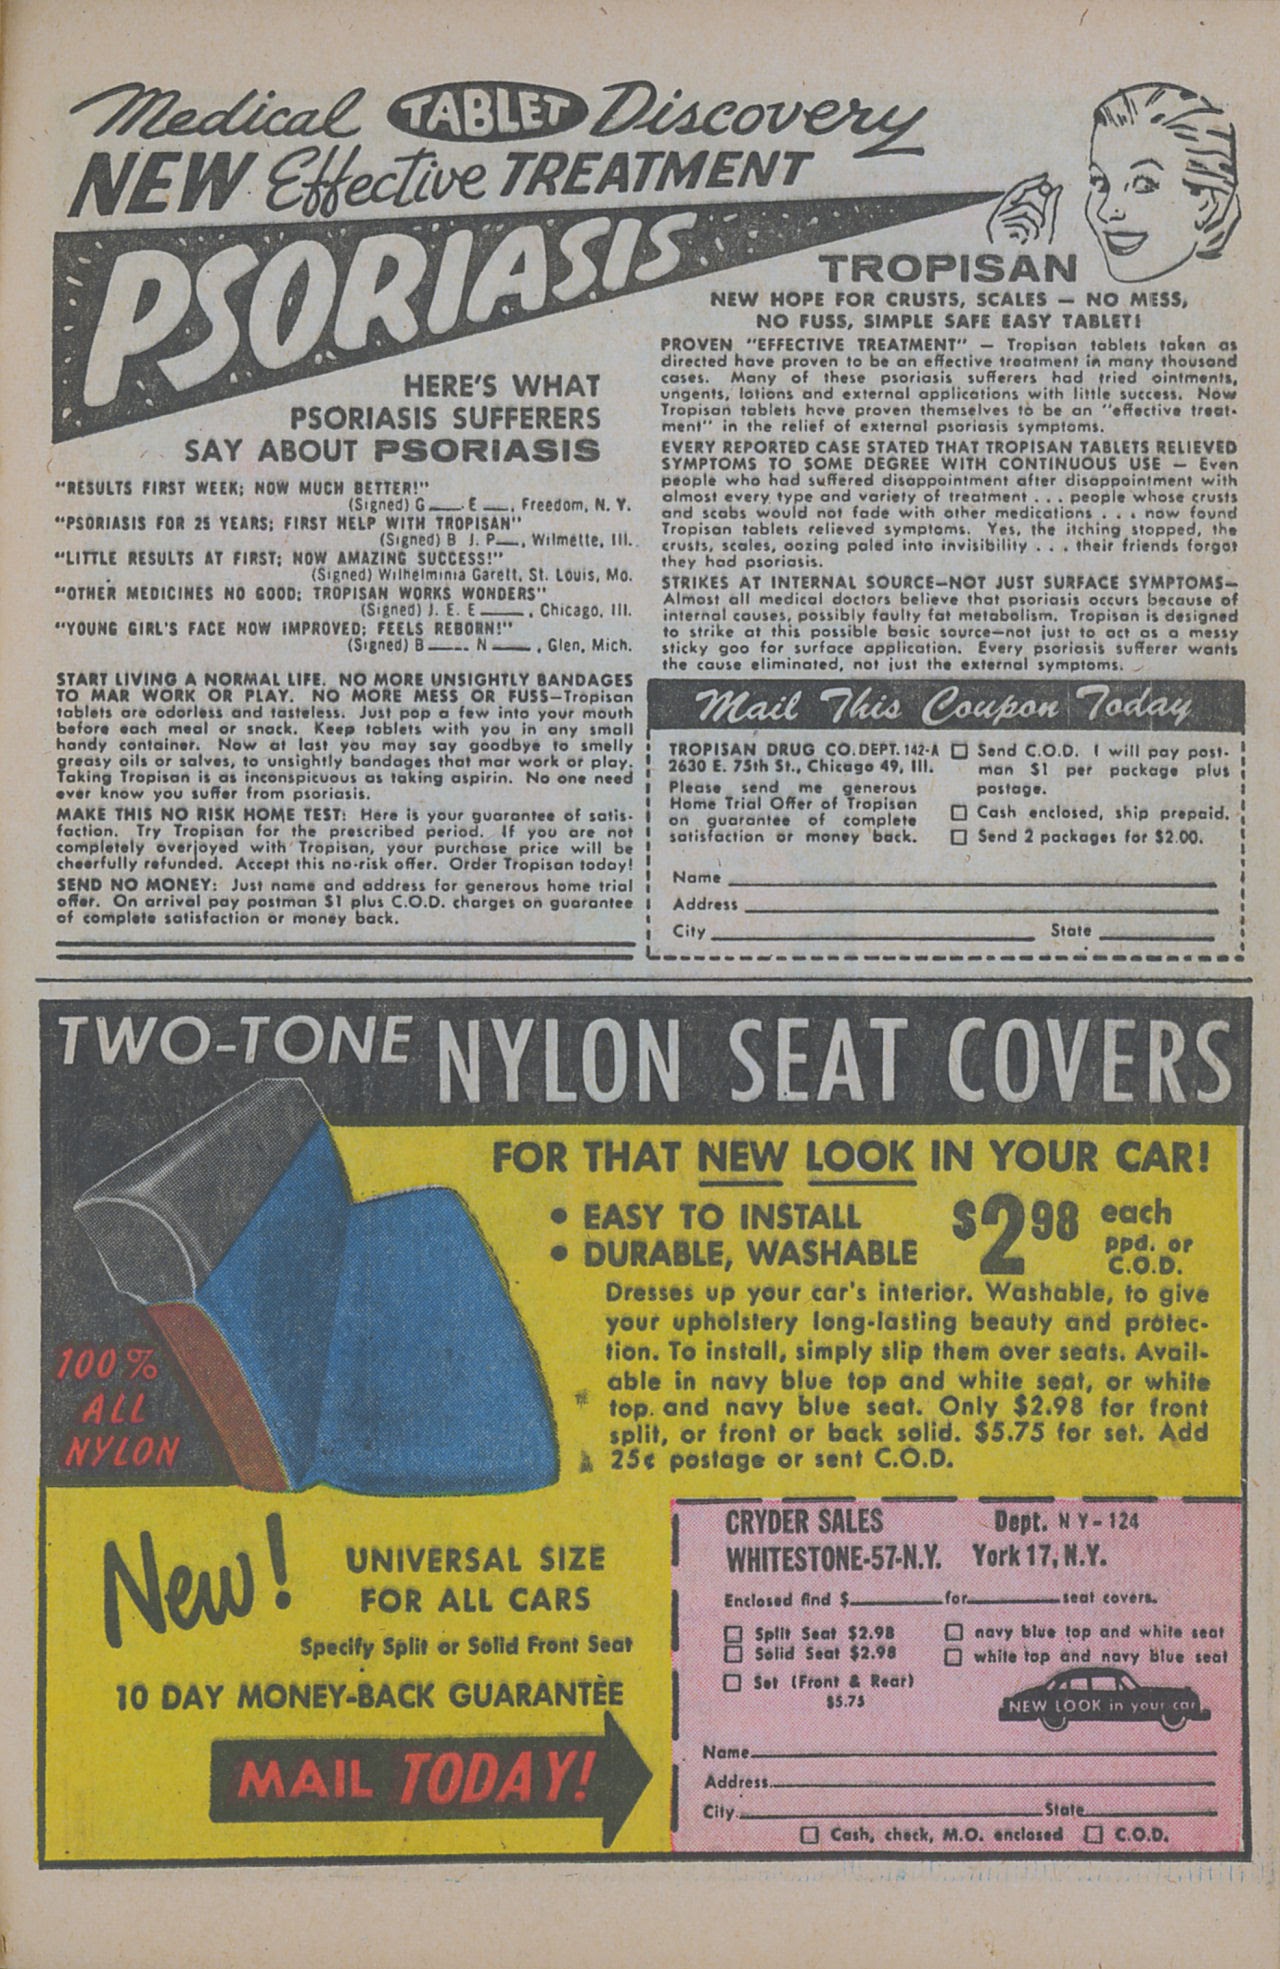 Medical TABLET Discovery
NEW Effective TREATMENT
PSORIASIS
HERE'S WHAT
PSORIASIS SUFFERERS
SAY ABOUT PSORIASIS
"RESULTS FIRST WEEK; NOW MUCH BETTER!"
(Signed) G____ E ____, Freedom, N. Y.
"PSORIASIS FOR 25 YEARS; FIRST HELP WITH TROPISAN"
(Signed) B J. P____, Wilmette, Ill.
"LITTLE RESULTS AT FIRST; NOW AMAZING SUCCESS!"
(Signed) Wilhelminia Garett, St. Louis, Mo.
"OTHER MEDICINES NO GOOD; TROPISAN WORKS WONDERS"
(Signed) J. E. E____, Chicago, Ill.
"YOUNG GIRL'S FACE NOW IMPROVED; FEELS REBORN!"
(Signed) B____ N____, Glen, Mich.
START LIVING A NORMAL LIFE. NO MORE UNSIGHTLY BANDAGES
TO MAR WORK OR PLAY. NO MORE MESS OR FUSS—Tropisan
tablets are odorless and tasteless. Just pop a few into your mouth
before each meal or snack. Keep tablets with you in any small
handy container. Now at last you may say goodbye to smelly
greasy oils or salves, to unsightly bandages that mar work or play.
Taking Tropisan is as inconspicuous as taking aspirin. No one need
ever know you suffer from psoriasis.
MAKE THIS NO RISK HOME TEST: Here is your guarantee of satis-
faction. Try Tropisan for the prescribed period. If you are not
completely overjoyed with Tropisan, your purchase price will be
cheerfully refunded. Accept this no-risk offer. Order Tropisan today!
SEND NO MONEY: Just name and address for generous home trial
offer. On arrival pay postman $1 plus C.O.D. charges on guarantee
of complete satisfaction or money back.
TROPISAN
NEW HOPE FOR CRUSTS, SCALES — NO MESS,
NO FUSS, SIMPLE SAFE EASY TABLET!
PROVEN "EFFECTIVE TREATMENT" — Tropisan tablets taken as
directed have proven to be an effective treatment in many thousand
cases. Many of these psoriasis sufferers had tried ointments,
ungents, lotions and external applications with little success. Now
Tropisan tablets have proven themselves to be an "effective treat-
ment" in the relief of external psoriasis symptoms.
EVERY REPORTED CASE STATED THAT TROPISAN TABLETS RELIEVED
SYMPTOMS TO SOME DEGREE WITH CONTINUOUS USE — Even
people who had suffered disappointment after disappointment with
almost every type and variety of treatment . . . people whose crusts
and scabs would not fade with other medications . . . now found
Tropisan tablets relieved symptoms. Yes, the itching stopped, the
crusts, scales, oozing paled into invisibility . . . their friends forgot
they had psoriasis.
STRIKES AT INTERNAL SOURCE—NOT JUST SURFACE SYMPTOMS—
Almost all medical doctors believe that psoriasis occurs because of
internal causes, possibly faulty fat metabolism. Tropisan is designed
to strike at this possible basic source—not just to act as a messy
sticky goo for surface application. Every psoriasis sufferer wants
the cause eliminated, not just the external symptoms.
Mail This Coupon Today
TROPISAN DRUG CO. DEPT. 142-A
2630 E. 75th St., Chicago 49, Ill.
Please send me generous
Home Trial Offer of Tropisan
on guarantee of complete
satisfaction or money back.
☐ Send C.O.D. I will pay post-
man $1 per package plus
postage.
☐ Cash enclosed, ship prepaid.
☐ Send 2 packages for $2.00.
Name
Address
City State
TWO-TONE NYLON SEAT COVERS
100%
ALL
NYLON
FOR THAT NEW LOOK IN YOUR CAR!
• EASY TO INSTALL
• DURABLE, WASHABLE
$2.98 each
ppd. or
C.O.D.
Dresses up your car's interior. Washable, to give
your upholstery long-lasting beauty and protec-
tion. To install, simply slip them over seats. Avail-
able in navy blue top and white seat, or white
top and navy blue seat. Only $2.98 for front
split, or front or back solid. $5.75 for set. Add
25¢ postage or sent C.O.D.
New!
UNIVERSAL SIZE
FOR ALL CARS
Specify Split or Solid Front Seat
10 DAY MONEY-BACK GUARANTEE
MAIL TODAY!
CRYDER SALES Dept. N Y-124
WHITESTONE-57-N.Y. York 17, N.Y.
Enclosed find $____ for____ seat covers.
☐ Split Seat $2.98
☐ Solid Seat $2.98
☐ Set (Front & Rear)
$5.75
☐ navy blue top and white seat
☐ white top and navy blue seat
NEW LOOK in your car
Name
Address
City State
☐ Cash, check, M.O. enclosed ☐ C.O.D.